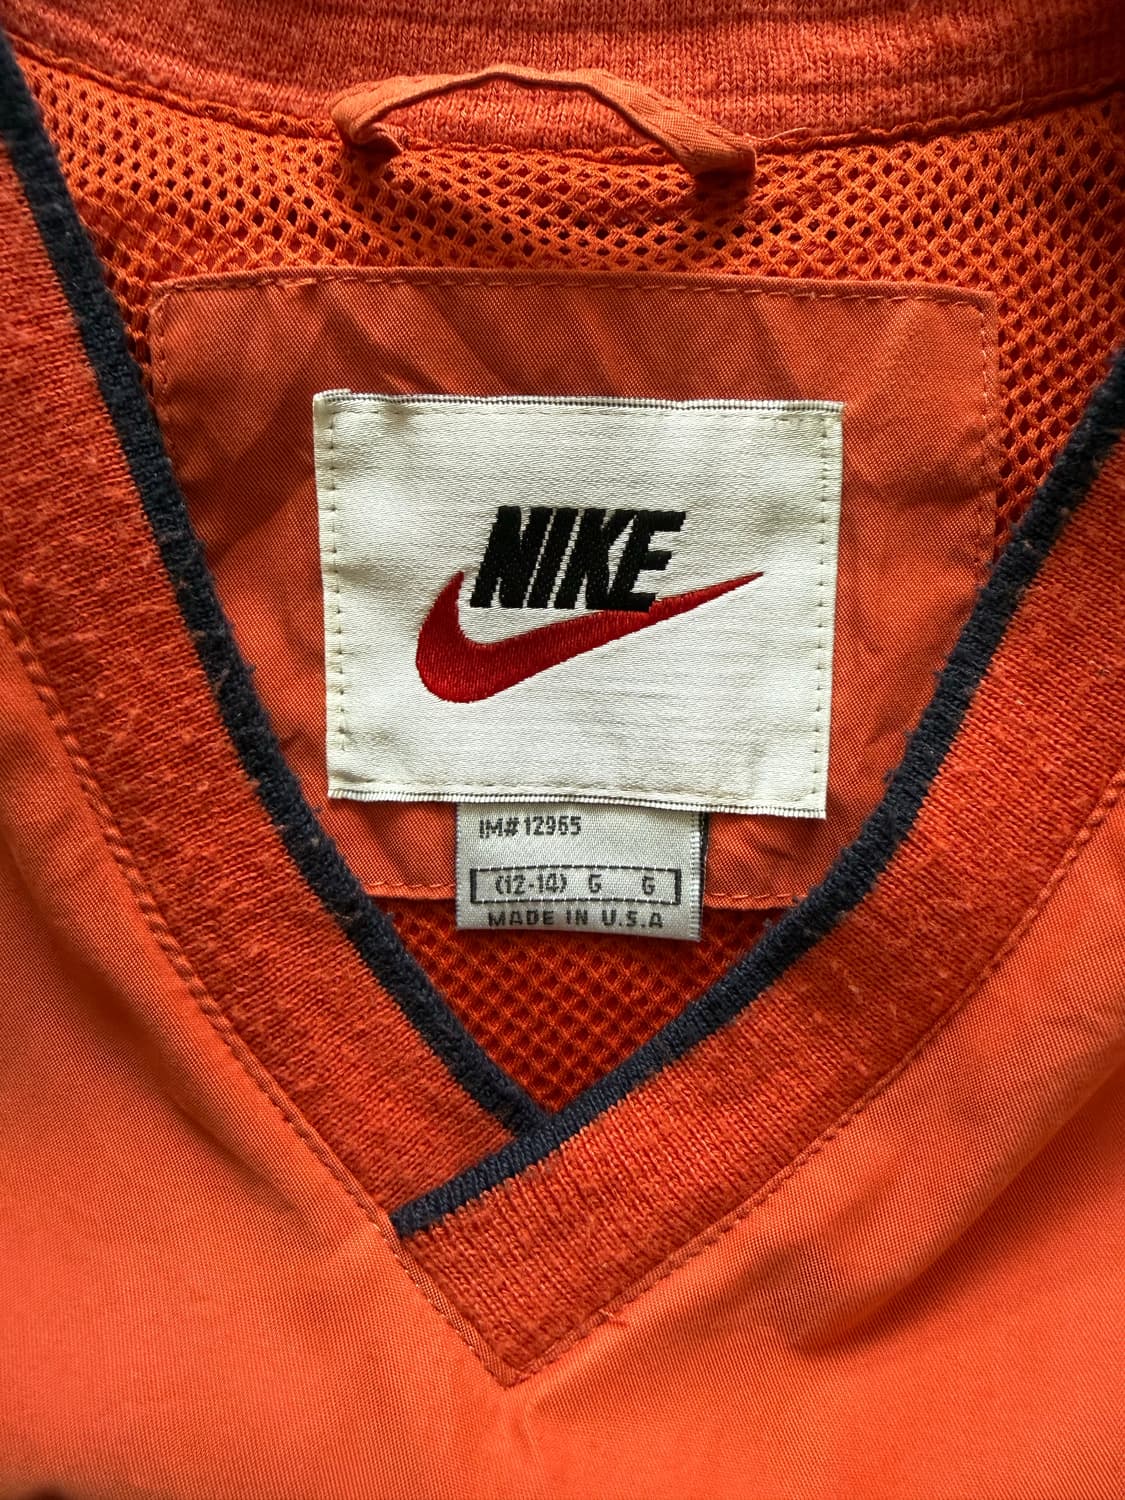 NIKE
IM# 12965
(12-14) G G
MADE IN U.S.A